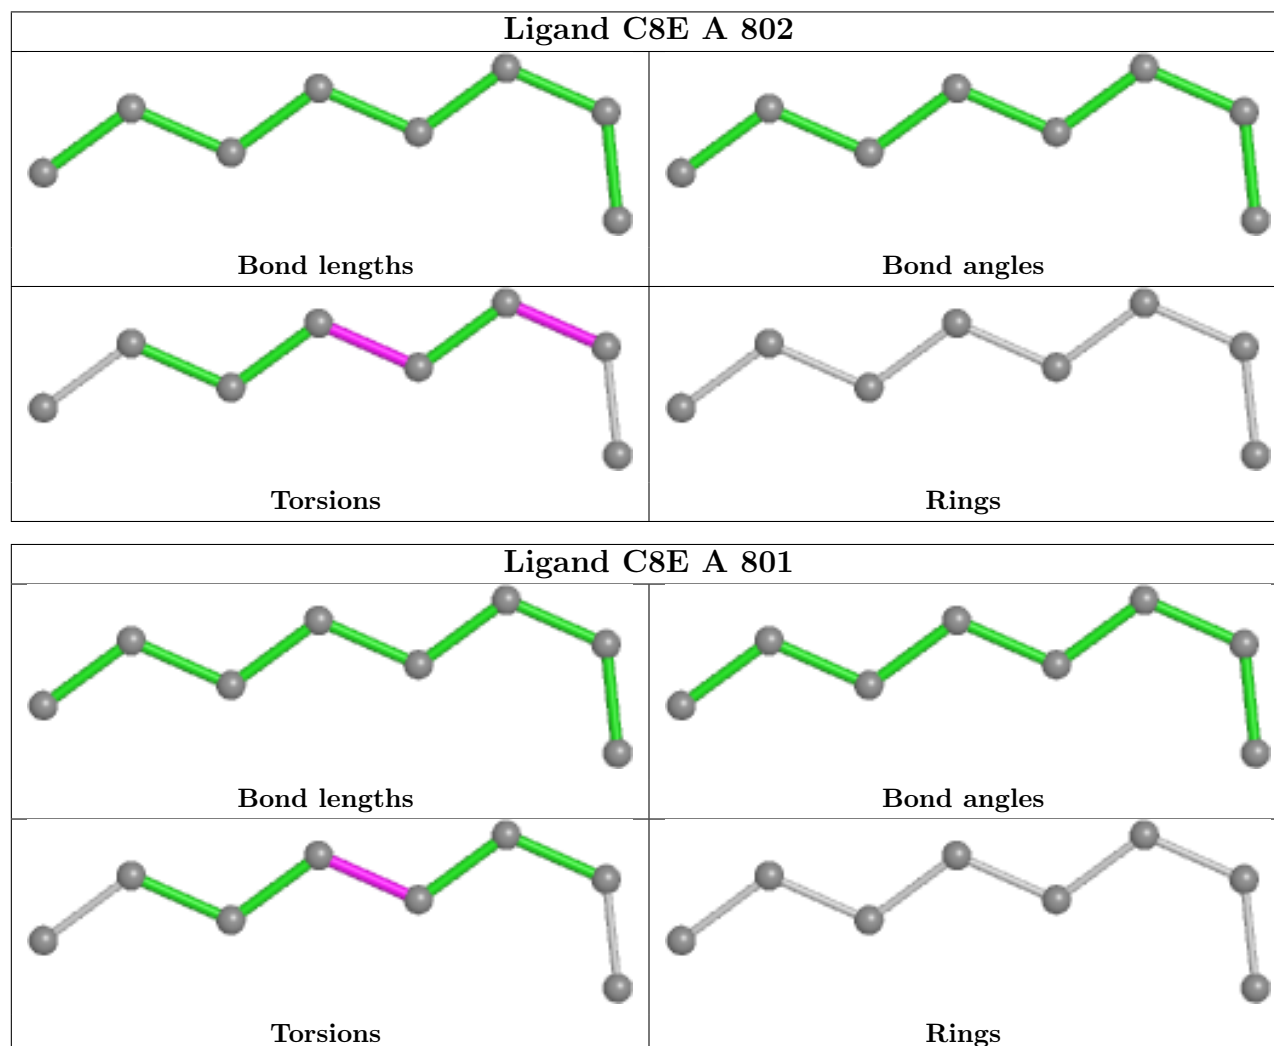 Ligand C8E A 802
Bond lengths
Bond angles
Torsions
Rings
Ligand C8E A 801
Bond lengths
Bond angles
Torsions
Rings